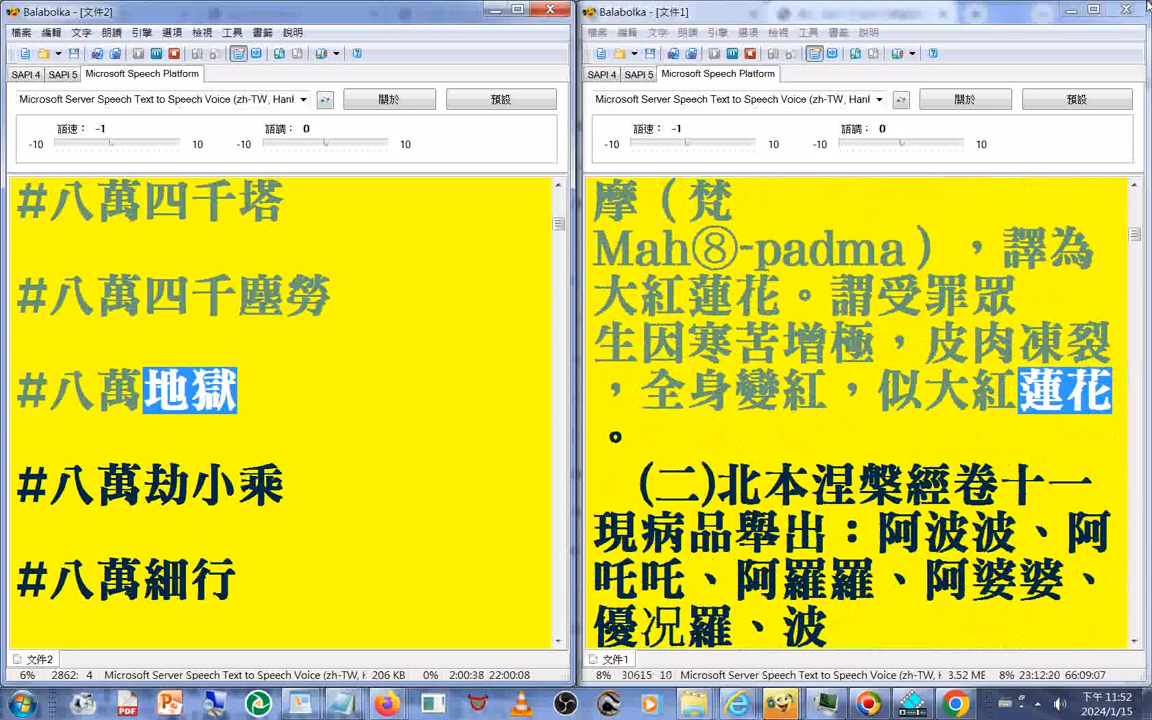 Balabolka - [文件2]
檔案 編輯 文字 朗讀 引擎 選項 檢視 工具 書籤 說明
SAPI 4 SAPI 5 Microsoft Speech Platform
Microsoft Server Speech Text to Speech Voice (zh-TW, Hanl
關於 預設
語速： -1 語調： 0
-10 10 -10 10
#八萬四千塔
#八萬四千塵勞
#八萬地獄
#八萬劫小乘
#八萬細行
文件2
6% 2862: 4 Microsoft Server Speech Text to Speech Voice (zh-TW, H 206 KB 0% 2:00:38 22:00:08
Balabolka - [文件1]
檔案 編輯 文字 朗讀 引擎 選項 檢視 工具 書籤 說明
SAPI 4 SAPI 5 Microsoft Speech Platform
Microsoft Server Speech Text to Speech Voice (zh-TW, Hanl
關於 預設
語速： -1 語調： 0
-10 10 -10 10
摩（梵
Mah⑧-padma），譯為
大紅蓮花。謂受罪眾
生因寒苦增極，皮肉凍裂
，全身變紅，似大紅蓮花
。
(二)北本涅槃經卷十一
現病品舉出：阿波波、阿
吒吒、阿羅羅、阿婆婆、
優况羅、波
文件1
8% 30615: 10 Microsoft Server Speech Text to Speech Voice (zh-TW, H 3.52 MB 8% 23:12:20 66:09:07
下午 11:52
2024/1/15